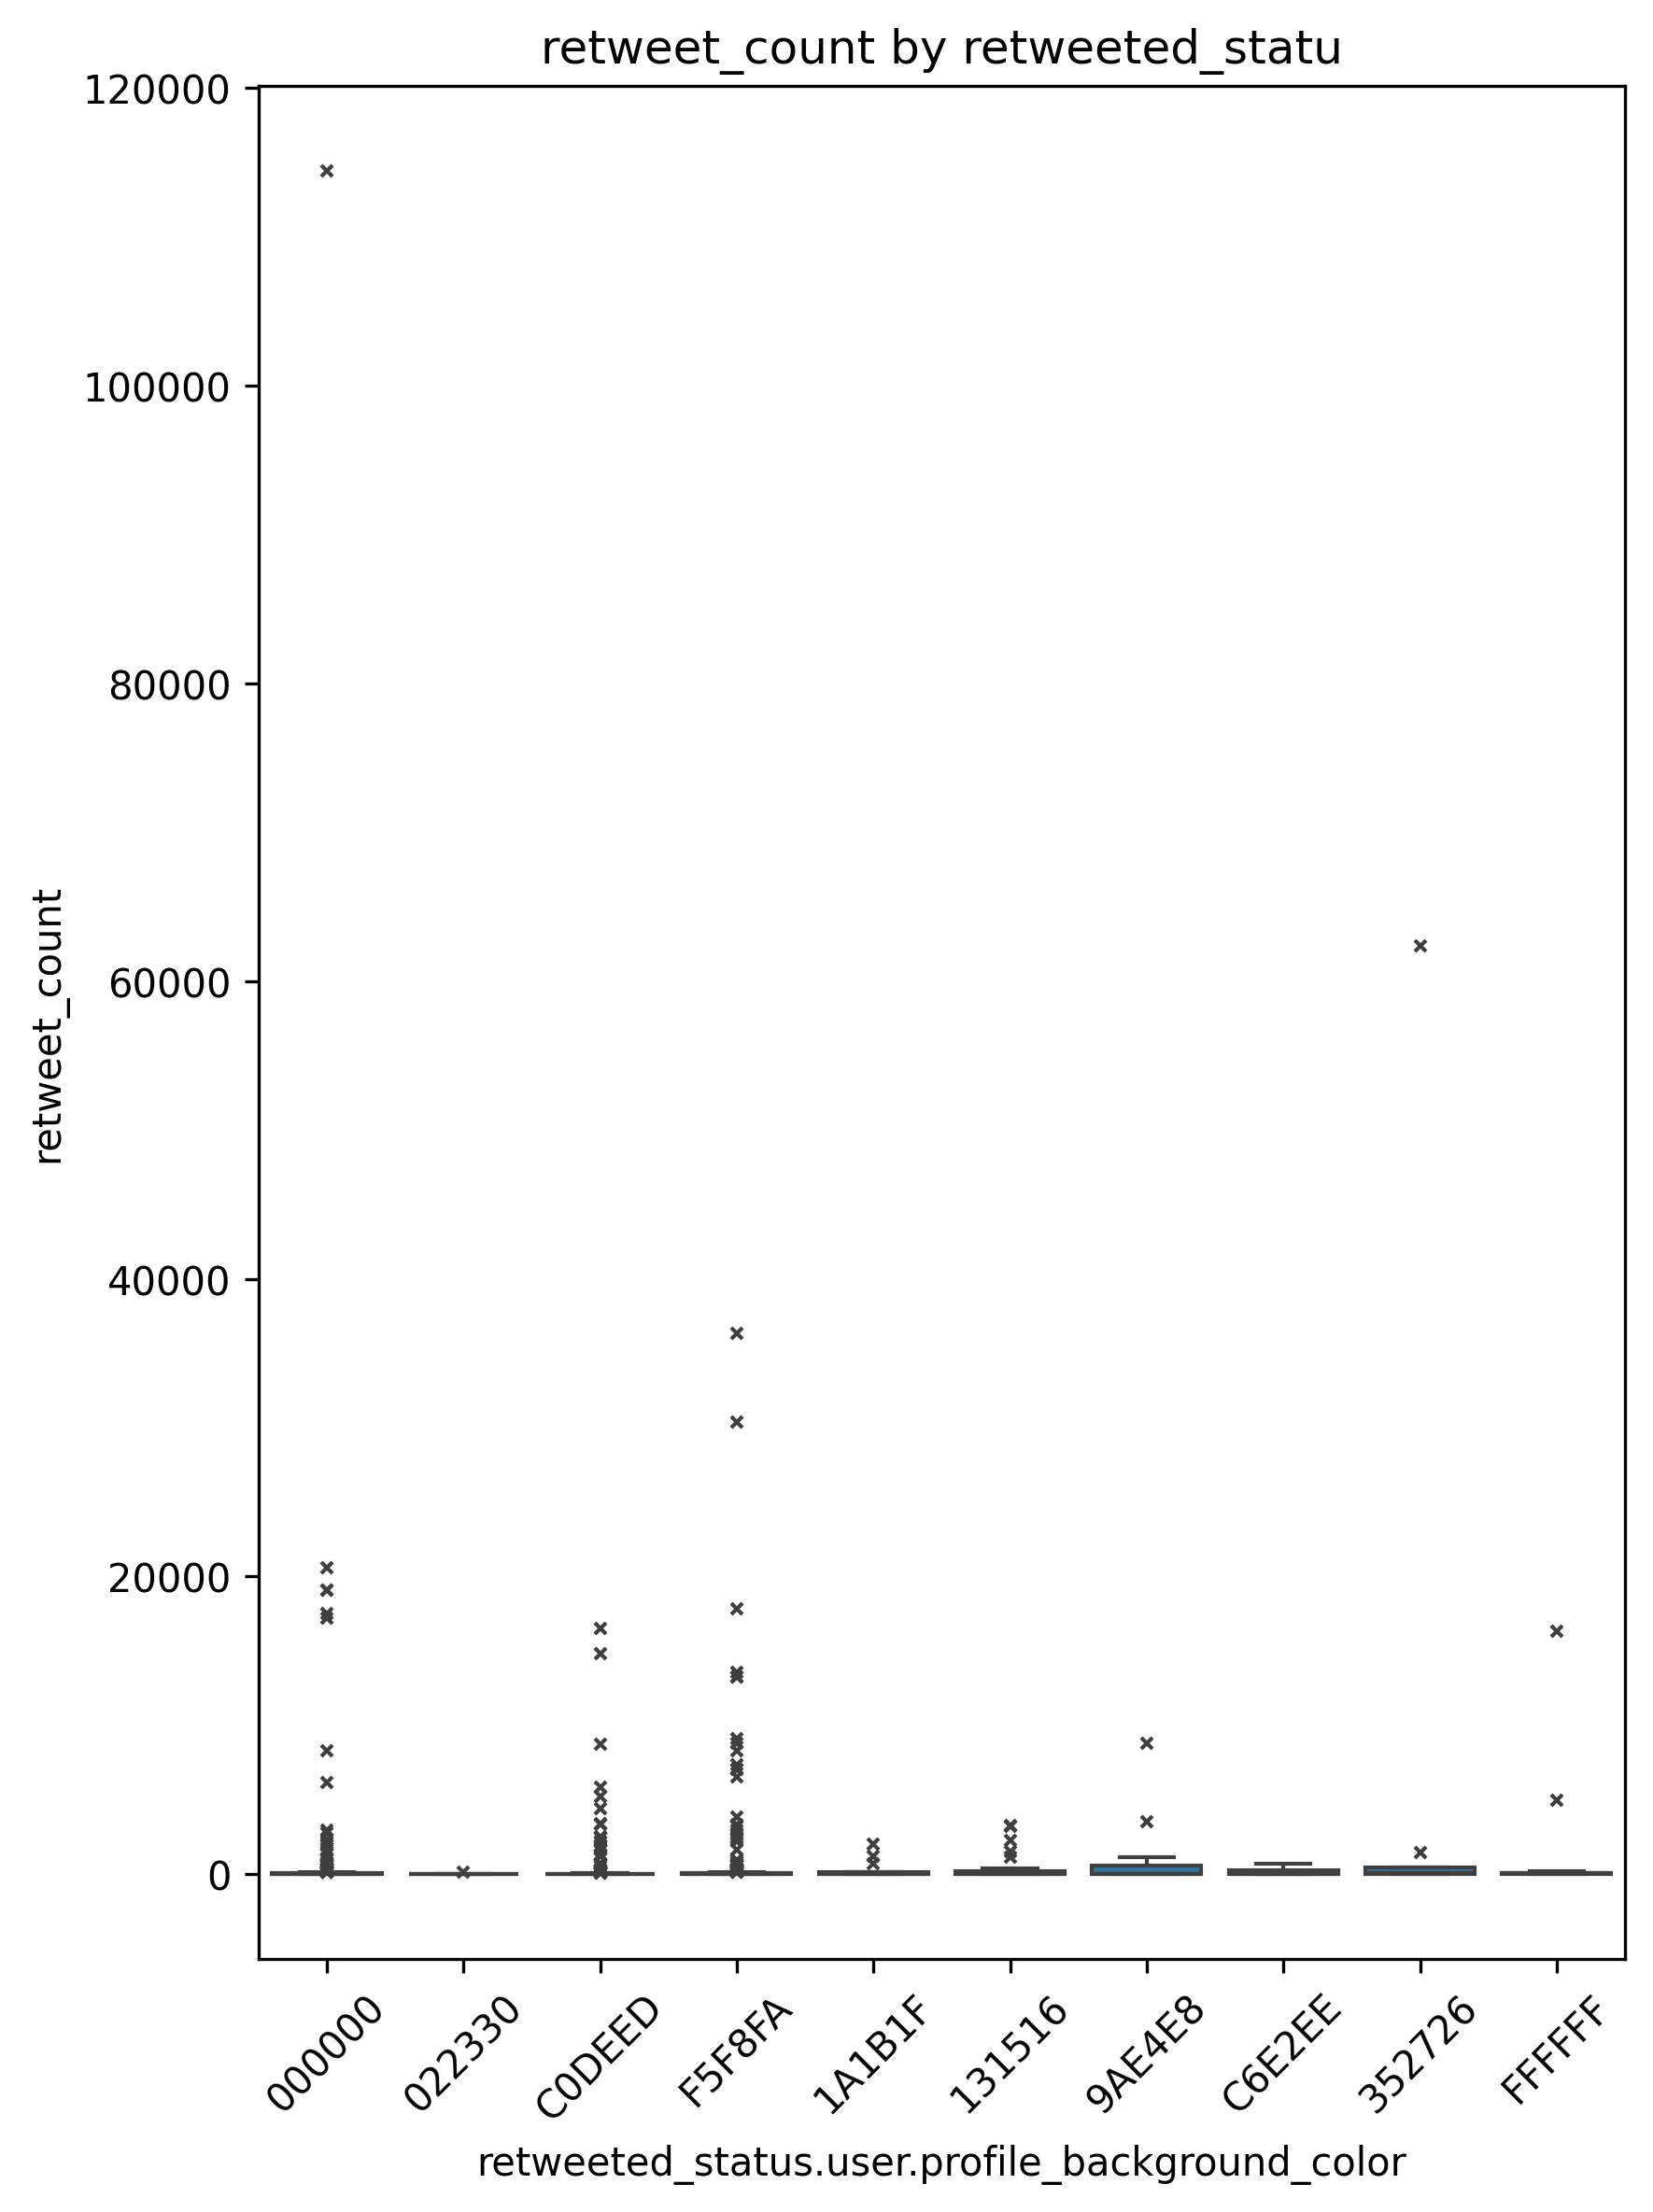 retweet_count by retweeted_statu
120000
100000
80000
60000
40000
20000
0
retweet_count
000000
022330
C0DEED
F5F8FA
1A1B1F
131516
9AE4E8
C6E2EE
352726
FFFFFF
retweeted_status.user.profile_background_color